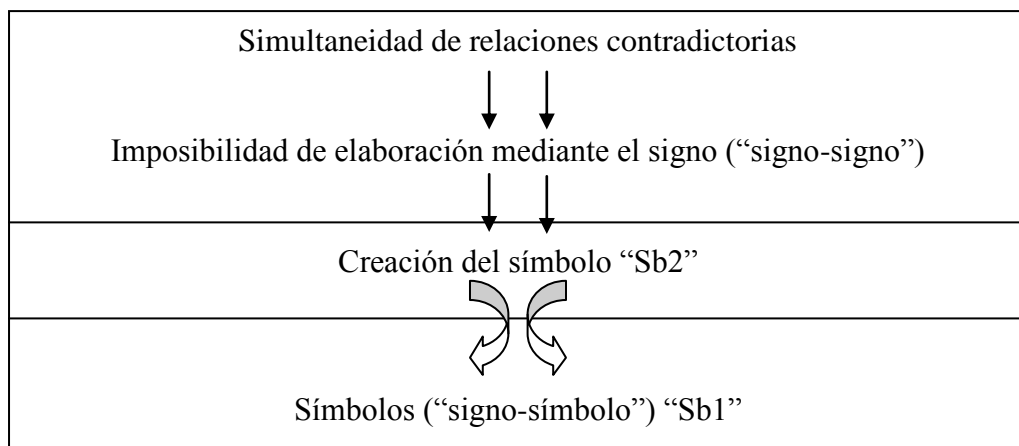 Simultaneidad de relaciones contradictorias
Imposibilidad de elaboración mediante el signo (“signo-signo”)
Creación del símbolo “Sb2”
Símbolos (“signo-símbolo”) “Sb1”